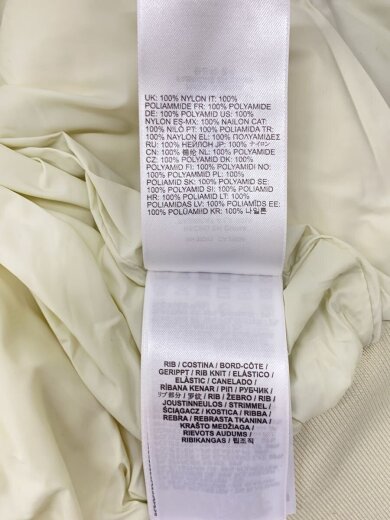 UK: 100% NYLON IT: 100%
POLIAMMIDE FR: 100% POLYAMIDE
DE: 100% POLYAMID US: 100%
NYLON ES-MX: 100% NAILON CAT:
100% NILÓ PT: 100% POLIAMIDA TR:
100% NAYLON EL: 100% ΠΟΛΥΑΜΙΔΕΣ
RU: 100% НЕЙЛОН JP: 100% ナイロン
CN: 100% 锦纶 NL: 100% POLYAMIDE
CZ: 100% POLYAMID DK: 100%
POLYAMID FI: 100% POLYAMIDI NO:
100% POLYAMMID PL: 100%
POLIAMID SK: 100% POLYAMID SE:
100% POLYAMID SI: 100% POLIAMID
HR: 100% POLIAMID LT: 100%
POLIAMIDAS LV: 100% POLIAMĪDS EE:
100% POLÜAMIID KR: 100% 나일론
RIB / COSTINA / BORD-CÔTE /
GERIPPT / RIB KNIT / ELÁSTICO /
ELÀSTIC / CANELADO /
RİBANA KENAR / ΡΙΠ / РУБЧИК /
リブ部分 / 罗纹 / RIB / ŽEBRO / RIB /
JOUSTINNEULOS / STRIMMEL /
ŚCIĄGACZ / KOSTICA / RIBBA /
REBRA / REBRASTA TKANINA /
KRAŠTO MEDŽIAGA /
RIEVOTS AUDUMS /
RIBIKANGAS / 립조직